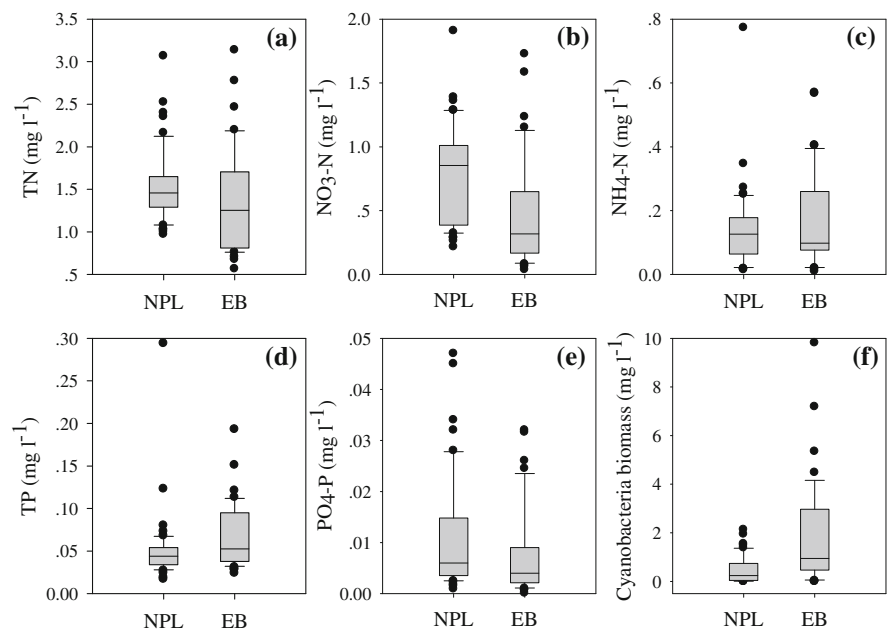 (a)
TN (mg l⁻¹)
3.5
3.0
2.5
2.0
1.5
1.0
.5
NPL EB
(b)
NO₃-N (mg l⁻¹)
2.0
1.5
1.0
.5
0.0
NPL EB
(c)
NH₄-N (mg l⁻¹)
.8
.6
.4
.2
0.0
NPL EB
(d)
TP (mg l⁻¹)
.30
.25
.20
.15
.10
.05
0.00
NPL EB
(e)
PO₄-P (mg l⁻¹)
.05
.04
.03
.02
.01
0.00
NPL EB
(f)
Cyanobacteria biomass (mg l⁻¹)
10
8
6
4
2
0
NPL EB